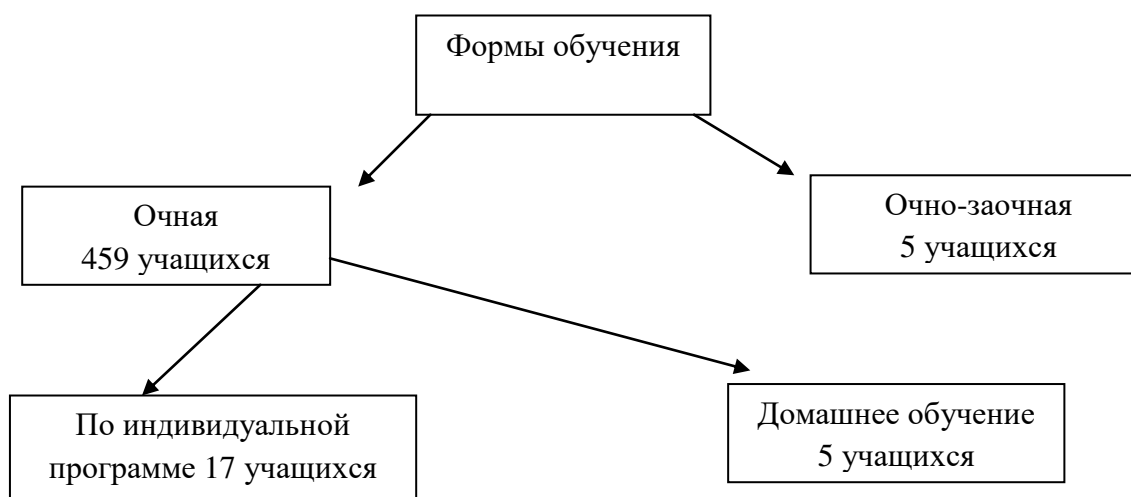 Формы обучения
Очная
459 учащихся
Очно-заочная
5 учащихся
По индивидуальной
программе 17 учащихся
Домашнее обучение
5 учащихся